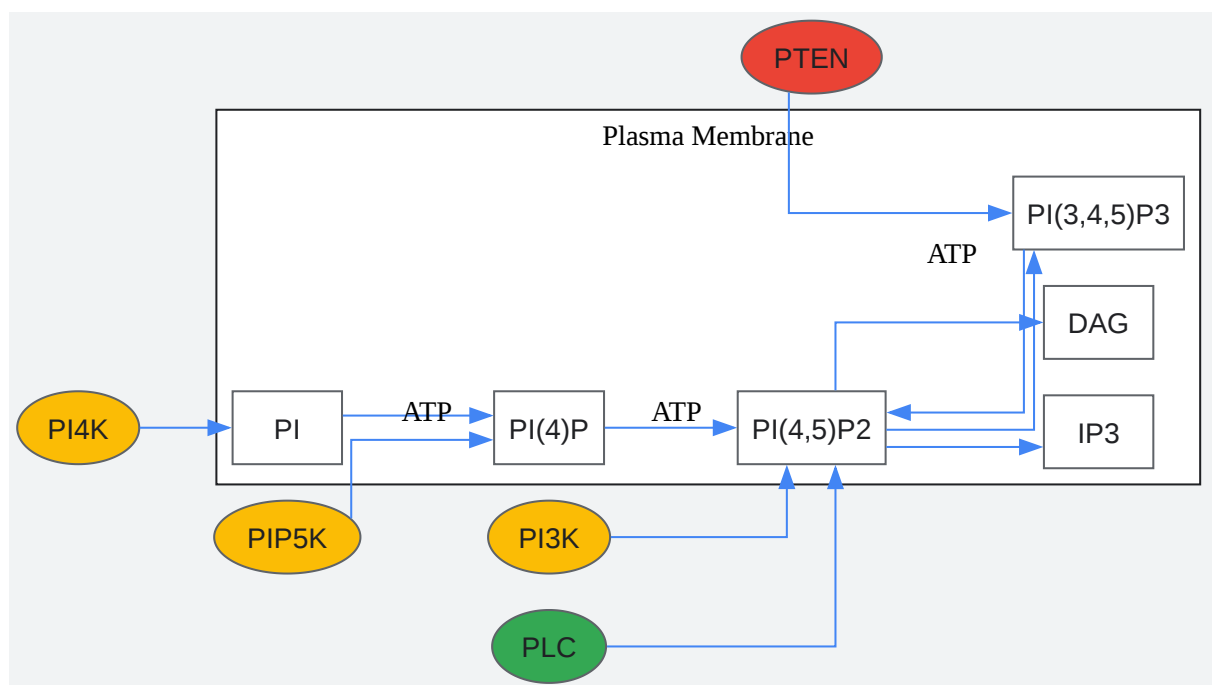 PTEN
Plasma Membrane
PI(3,4,5)P3
ATP
DAG
PI4K
PI
ATP
PI(4)P
ATP
PI(4,5)P2
IP3
PIP5K
PI3K
PLC